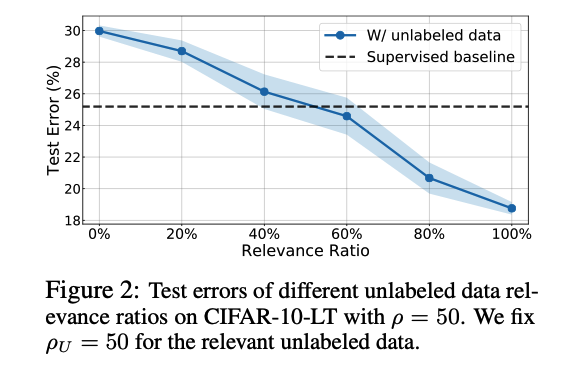 30
28
26
24
22
20
18
Test Error (%)
W/ unlabeled data
Supervised baseline
0% 20% 40% 60% 80% 100%
Relevance Ratio
Figure 2: Test errors of different unlabeled data rel-
evance ratios on CIFAR-10-LT with ρ = 50. We fix
ρU = 50 for the relevant unlabeled data.